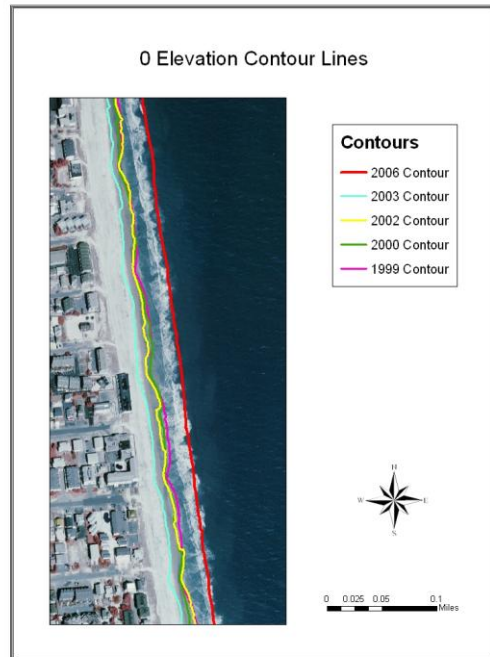 0 Elevation Contour Lines
Contours
2006 Contour
2003 Contour
2002 Contour
2000 Contour
1999 Contour
N
W E
S
0 0.025 0.05 0.1
Miles